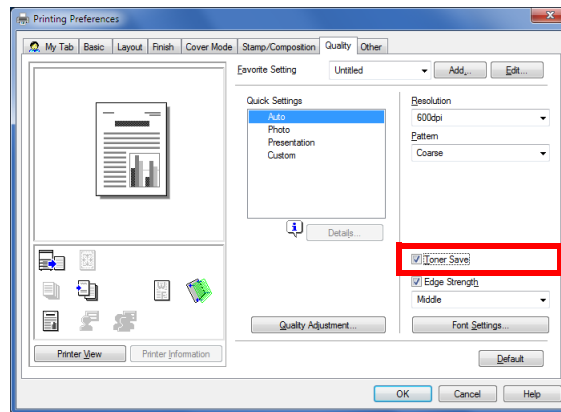 Printing Preferences
My Tab Basic Layout Finish Cover Mode Stamp/Composition Quality Other
Favorite Setting Untitled Add... Edit...
Quick Settings
Auto
Photo
Presentation
Custom
Details...
Resolution
600dpi
Pattern
Coarse
Toner Save
Edge Strength
Middle
Quality Adjustment... Font Settings...
Printer View Printer Information
Default
OK Cancel Help